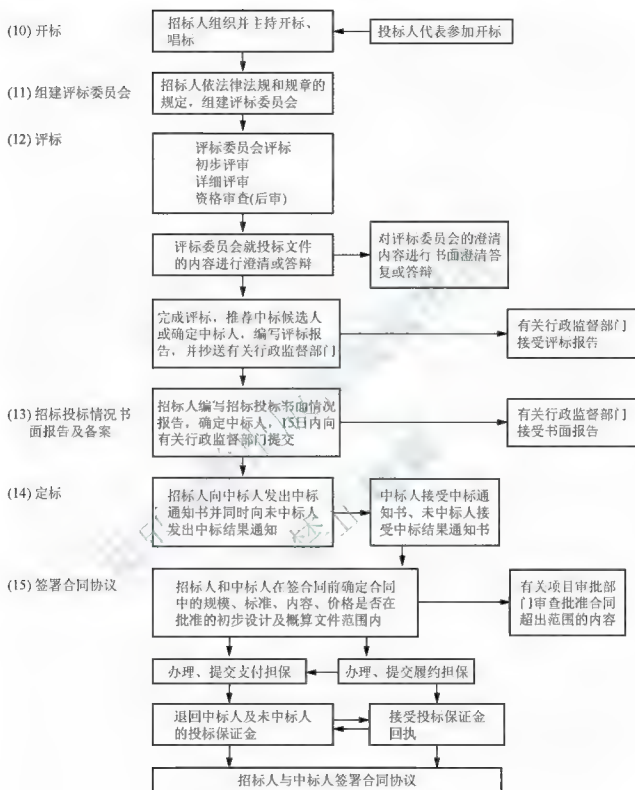 (10) 开标
招标人组织并主持开标、
唱标
投标人代表参加开标
(11) 组建评标委员会
招标人依法律法规和规章的
规定，组建评标委员会
(12) 评标
评标委员会评标
初步评审
详细评审
资格审查(后审)
评标委员会就投标文件
的内容进行澄清或答辩
对评标委员会的澄清
内容进行书面澄清答
复或答辩
完成评标，推荐中标候选人
或确定中标人，编写评标报
告，并抄送有关行政监督部门
有关行政监督部门
接受评标报告
(13) 招标投标情况书
面报告及备案
招标人编写招标投标书面情况
报告，确定中标人，15日内向
有关行政监督部门提交
有关行政监督部门
接受书面报告
(14) 定标
招标人向中标人发出中标
通知书并同时向未中标人
发出中标结果通知
中标人接受中标通
知书、未中标人接
受中标结果通知书
(15) 签署合同协议
招标人和中标人在签合同前确定合同
中的规模、标准、内容、价格是否在
批准的初步设计及概算文件范围内
有关项目审批部
门审查批准合同
超出范围的内容
办理、提交支付担保
办理、提交履约担保
退回中标人及未中标人
的投标保证金
接受投标保证金
回执
招标人与中标人签署合同协议